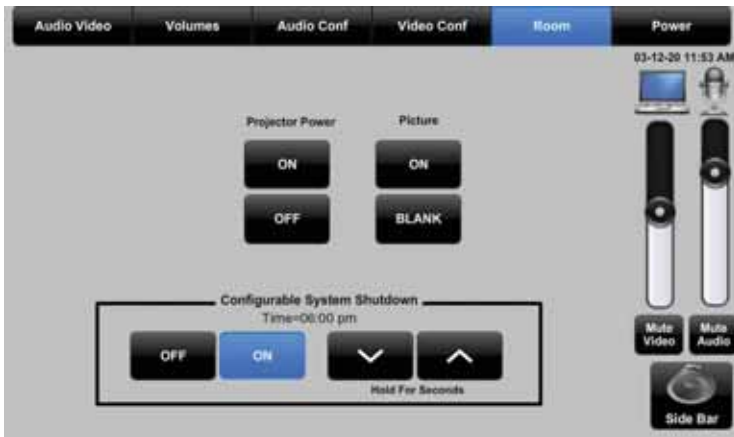 Audio Video Volumes Audio Conf Video Conf Room Power
03-12-20 11:53 AM
Projector Power Picture
ON ON
OFF BLANK
Configurable System Shutdown
Time=06:00 pm
OFF ON
Hold For Seconds
Mute Video
Mute Audio
Side Bar